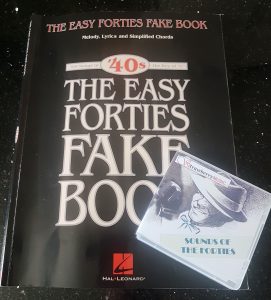 THE EASY FORTIES FAKE BOOK
Melody, Lyrics and Simplified Chords
'40s
THE EASY
FORTIES
FAKE
BOO
HAL•LEONARD®
SOUNDS OF
THE FORTIES